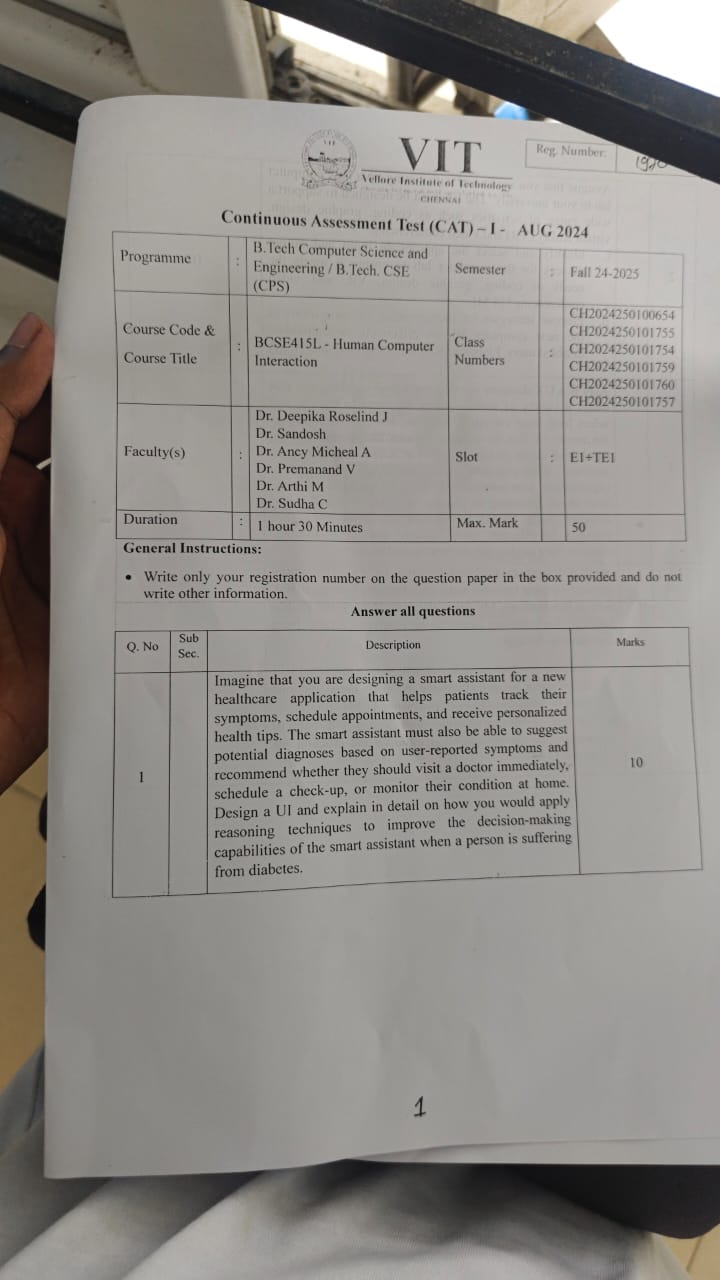 VIT
Vellore Institute of Technology
CHENNAI
Reg. Number:
Continuous Assessment Test (CAT) – I - AUG 2024
Programme
:
B.Tech Computer Science and
Engineering / B.Tech. CSE
(CPS)
Semester
:
Fall 24-2025
Course Code &
Course Title
:
BCSE415L - Human Computer
Interaction
Class
Numbers
:
CH2024250100654
CH2024250101755
CH2024250101754
CH2024250101759
CH2024250101760
CH2024250101757
Faculty(s)
:
Dr. Deepika Roselind J
Dr. Sandosh
Dr. Ancy Micheal A
Dr. Premanand V
Dr. Arthi M
Dr. Sudha C
Slot
:
E1+TE1
Duration
:
1 hour 30 Minutes
Max. Mark
50
General Instructions:
• Write only your registration number on the question paper in the box provided and do not
write other information.
Answer all questions
Q. No
Sub
Sec.
Description
Marks
1
Imagine that you are designing a smart assistant for a new
healthcare application that helps patients track their
symptoms, schedule appointments, and receive personalized
health tips. The smart assistant must also be able to suggest
potential diagnoses based on user-reported symptoms and
recommend whether they should visit a doctor immediately,
schedule a check-up, or monitor their condition at home.
Design a UI and explain in detail on how you would apply
reasoning techniques to improve the decision-making
capabilities of the smart assistant when a person is suffering
from diabetes.
10
1